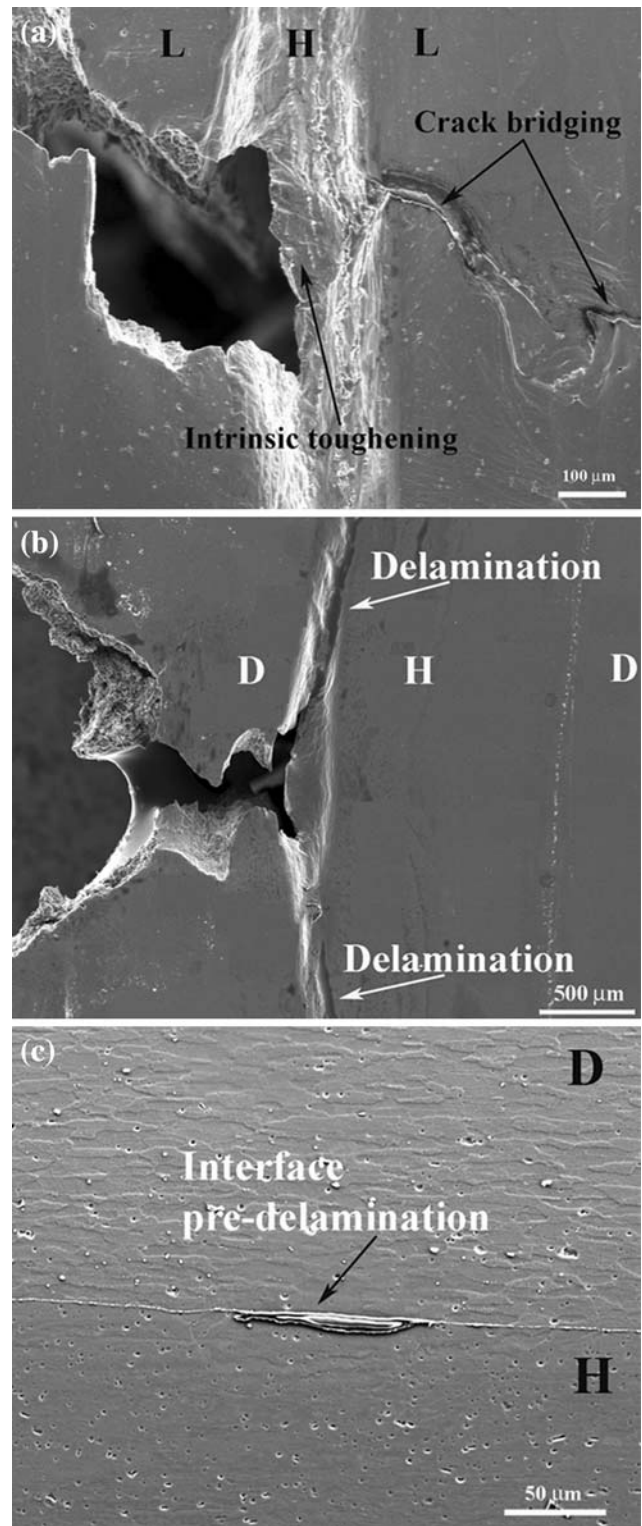 (a)
L H L
Crack bridging
Intrinsic toughening
100 μm
(b)
Delamination
D H D
Delamination
500 μm
(c)
D
Interface
pre-delamination
H
50 μm